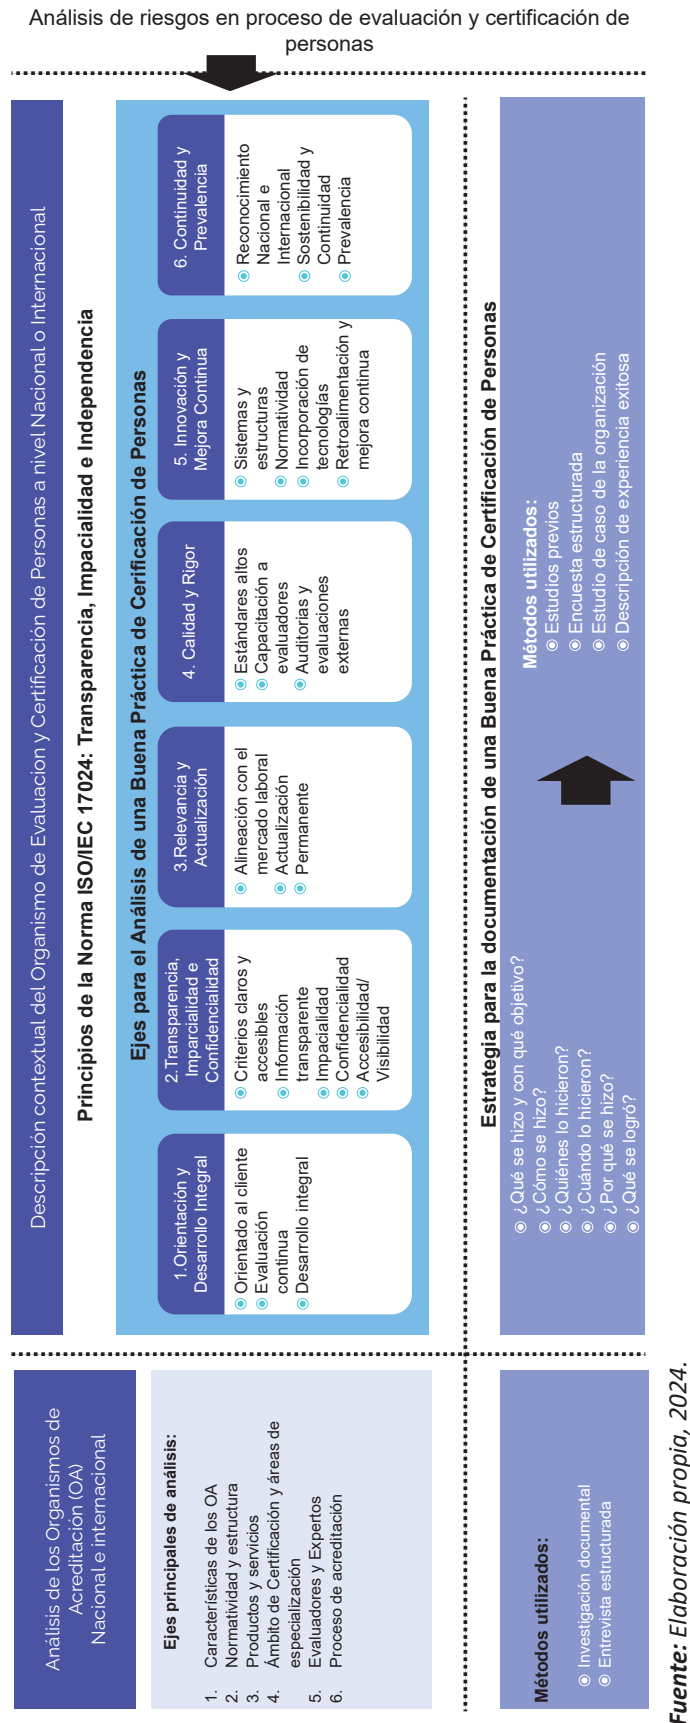 Análisis de riesgos en proceso de evaluación y certificación de
personas
Análisis de los Organismos de
Acreditación (OA)
Nacional e internacional
Ejes principales de análisis:
1. Características de los OA
2. Normatividad y estructura
3. Productos y servicios
4. Ámbito de Certificación y áreas de
especialización
5. Evaluadores y Expertos
6. Proceso de acreditación
Métodos utilizados:
Investigación documental
Entrevista estructurada
Descripción contextual del Organismo de Evaluacion y Certificación de Personas a nivel Nacional o Internacional
Principios de la Norma ISO/IEC 17024: Transparencia, Impacialidad e Independencia
Ejes para el Análisis de una Buena Práctica de Cerificación de Personas
1.Orientación y
Desarrollo Integral
Orientado al cliente
Evaluación
continua
Desarrollo integral
2.Transparencia,
Imparcialidad e
Confidencialidad
Criterios claros y
accesibles
Información
transparente
Impacialidad
Confidencialidad
Accesibilidad/
Visibilidad
3.Relevancia y
Actualización
Alineación con el
mercado laboral
Actualización
Permanente
4. Calidad y Rigor
Estándares altos
Capacitación a
evaluadores
Auditorias y
evaluaciones
externas
5. Innovación y
Mejora Continua
Sistemas y
estructuras
Normatividad
Incorporación de
tecnologías
Retroalimentación y
mejora continua
6. Continuidad y
Prevalencia
Reconocimiento
Nacional e
Internacional
Sostenibilidad y
Continuidad
Prevalencia
Estrategia para la documentación de una Buena Práctica de Certificación de Personas
¿Qué se hizo y con qué objetivo?
¿Cómo se hizo?
¿Quiénes lo hicieron?
¿Cuándo lo hicieron?
¿Por qué se hizo?
¿Qué se logró?
Métodos utilizados:
Estudios previos
Encuesta estructurada
Estudio de caso de la organización
Descripción de experiencia exitosa
Fuente: Elaboración propia, 2024.